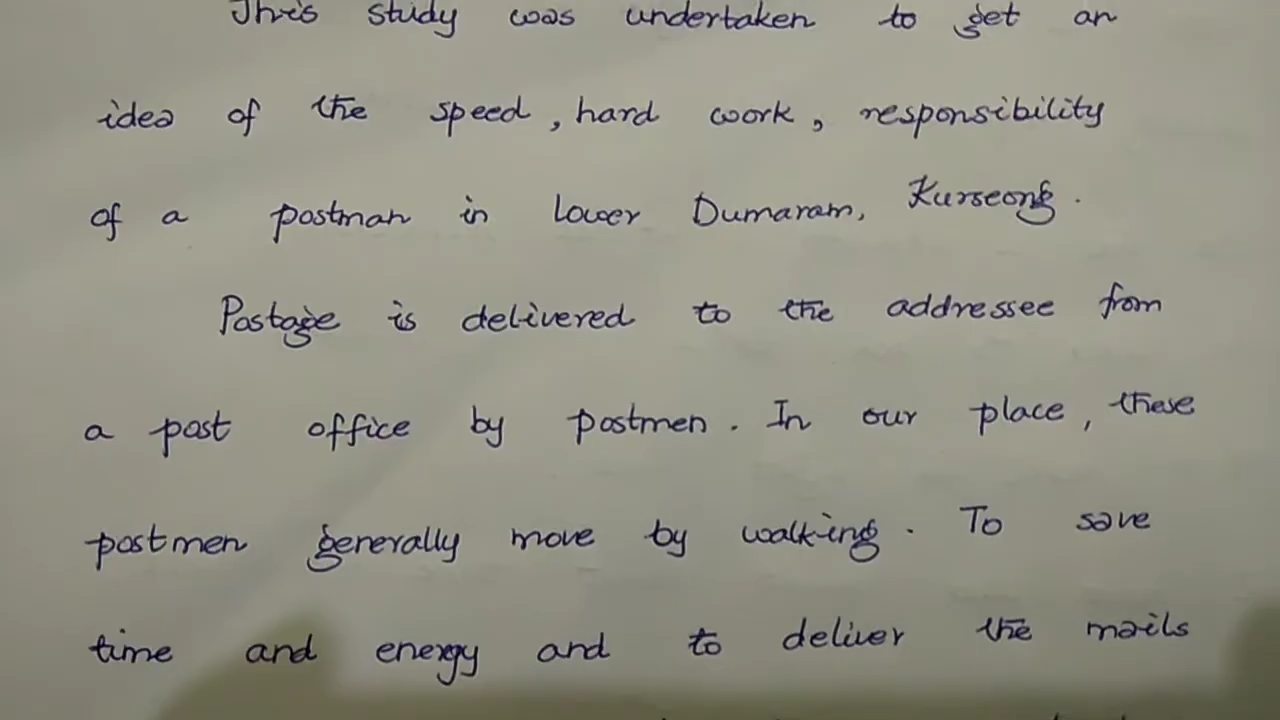 This study was undertaken to get an
idea of the speed, hard work, responsibility
of a postman in lower Dumaram, Kurseong.
Postage is delivered to the addressee from
a post office by postmen. In our place, these
postmen generally move by walking. To save
time and energy and to deliver the mails